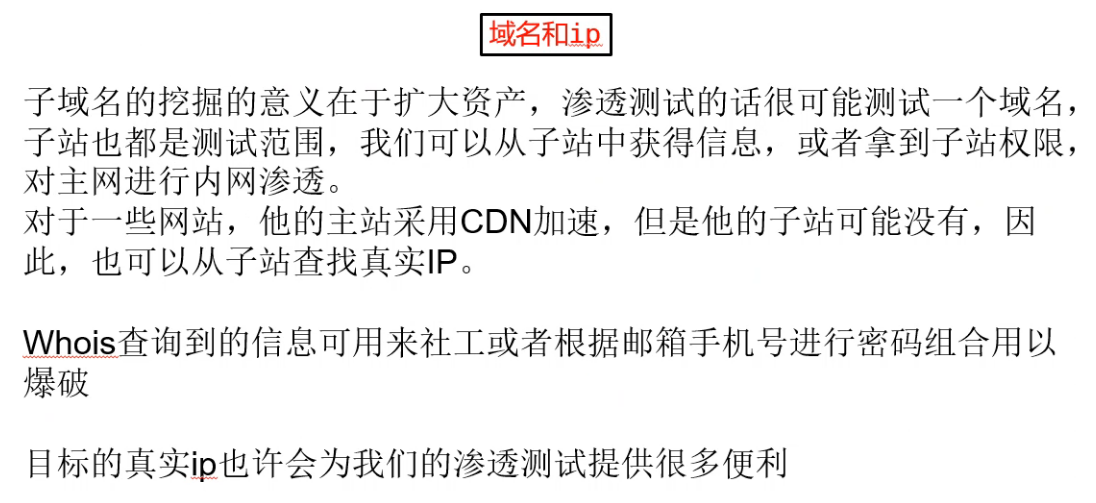 域名和ip
子域名的挖掘的意义在于扩大资产，渗透测试的话很可能测试一个域名，
子站也都是测试范围，我们可以从子站中获得信息，或者拿到子站权限，
对主网进行内网渗透。
对于一些网站，他的主站采用CDN加速，但是他的子站可能没有，因
此，也可以从子站查找真实IP。
Whois查询到的信息可用来社工或者根据邮箱手机号进行密码组合用以
爆破
目标的真实ip也许会为我们的渗透测试提供很多便利